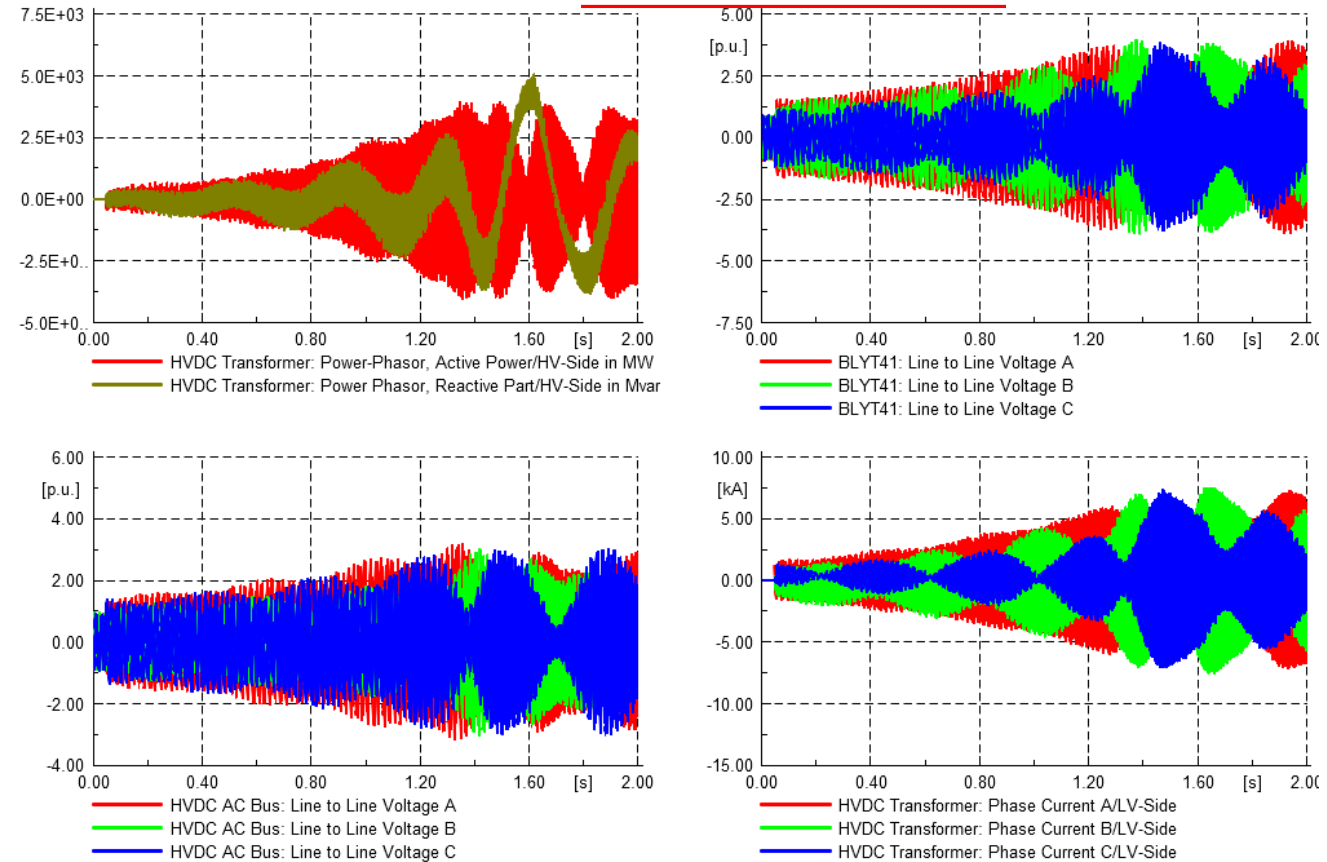 7.5E+03
5.0E+03
2.5E+03
0.0E+00
-2.5E+0..
-5.0E+0..
0.00 0.40 0.80 1.20 1.60 [s] 2.00
HVDC Transformer: Power-Phasor, Active Power/HV-Side in MW
HVDC Transformer: Power Phasor, Reactive Part/HV-Side in Mvar
5.00
[p.u.]
2.50
0.00
-2.50
-5.00
-7.50
0.00 0.40 0.80 1.20 1.60 [s] 2.00
BLYT41: Line to Line Voltage A
BLYT41: Line to Line Voltage B
BLYT41: Line to Line Voltage C
6.00
[p.u.]
4.00
2.00
0.00
-2.00
-4.00
0.00 0.40 0.80 1.20 1.60 [s] 2.00
HVDC AC Bus: Line to Line Voltage A
HVDC AC Bus: Line to Line Voltage B
HVDC AC Bus: Line to Line Voltage C
10.00
[kA]
5.00
0.00
-5.00
-10.00
-15.00
0.00 0.40 0.80 1.20 1.60 [s] 2.00
HVDC Transformer: Phase Current A/LV-Side
HVDC Transformer: Phase Current B/LV-Side
HVDC Transformer: Phase Current C/LV-Side